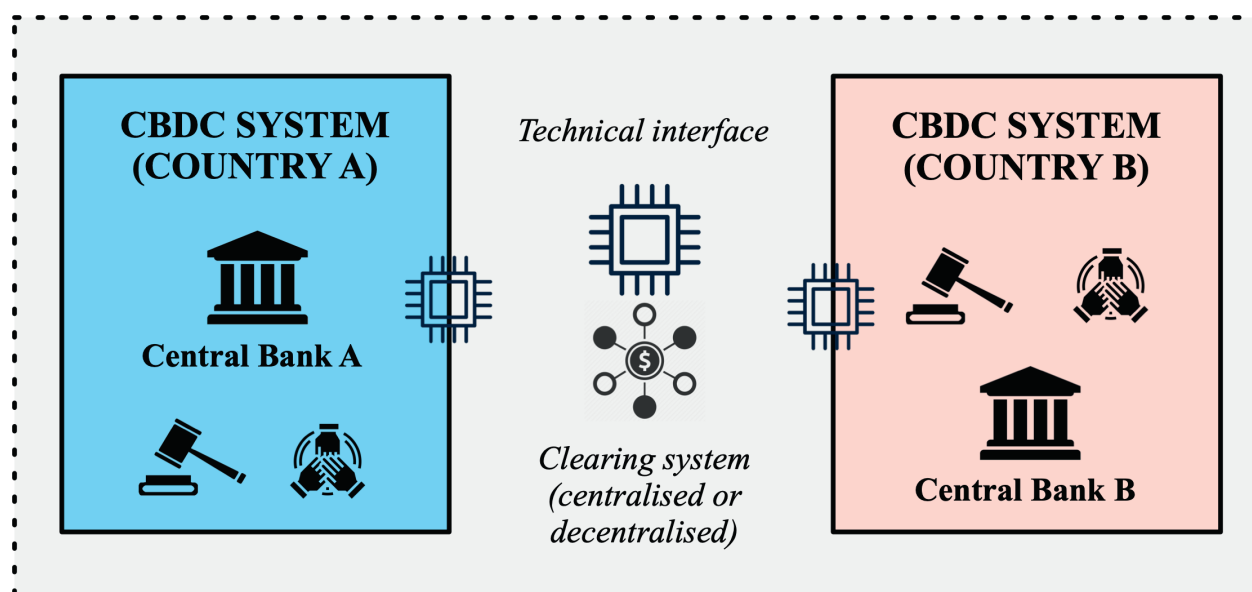 CBDC SYSTEM
(COUNTRY A)
Central Bank A
Technical interface
$
Clearing system
(centralised or
decentralised)
CBDC SYSTEM
(COUNTRY B)
Central Bank B